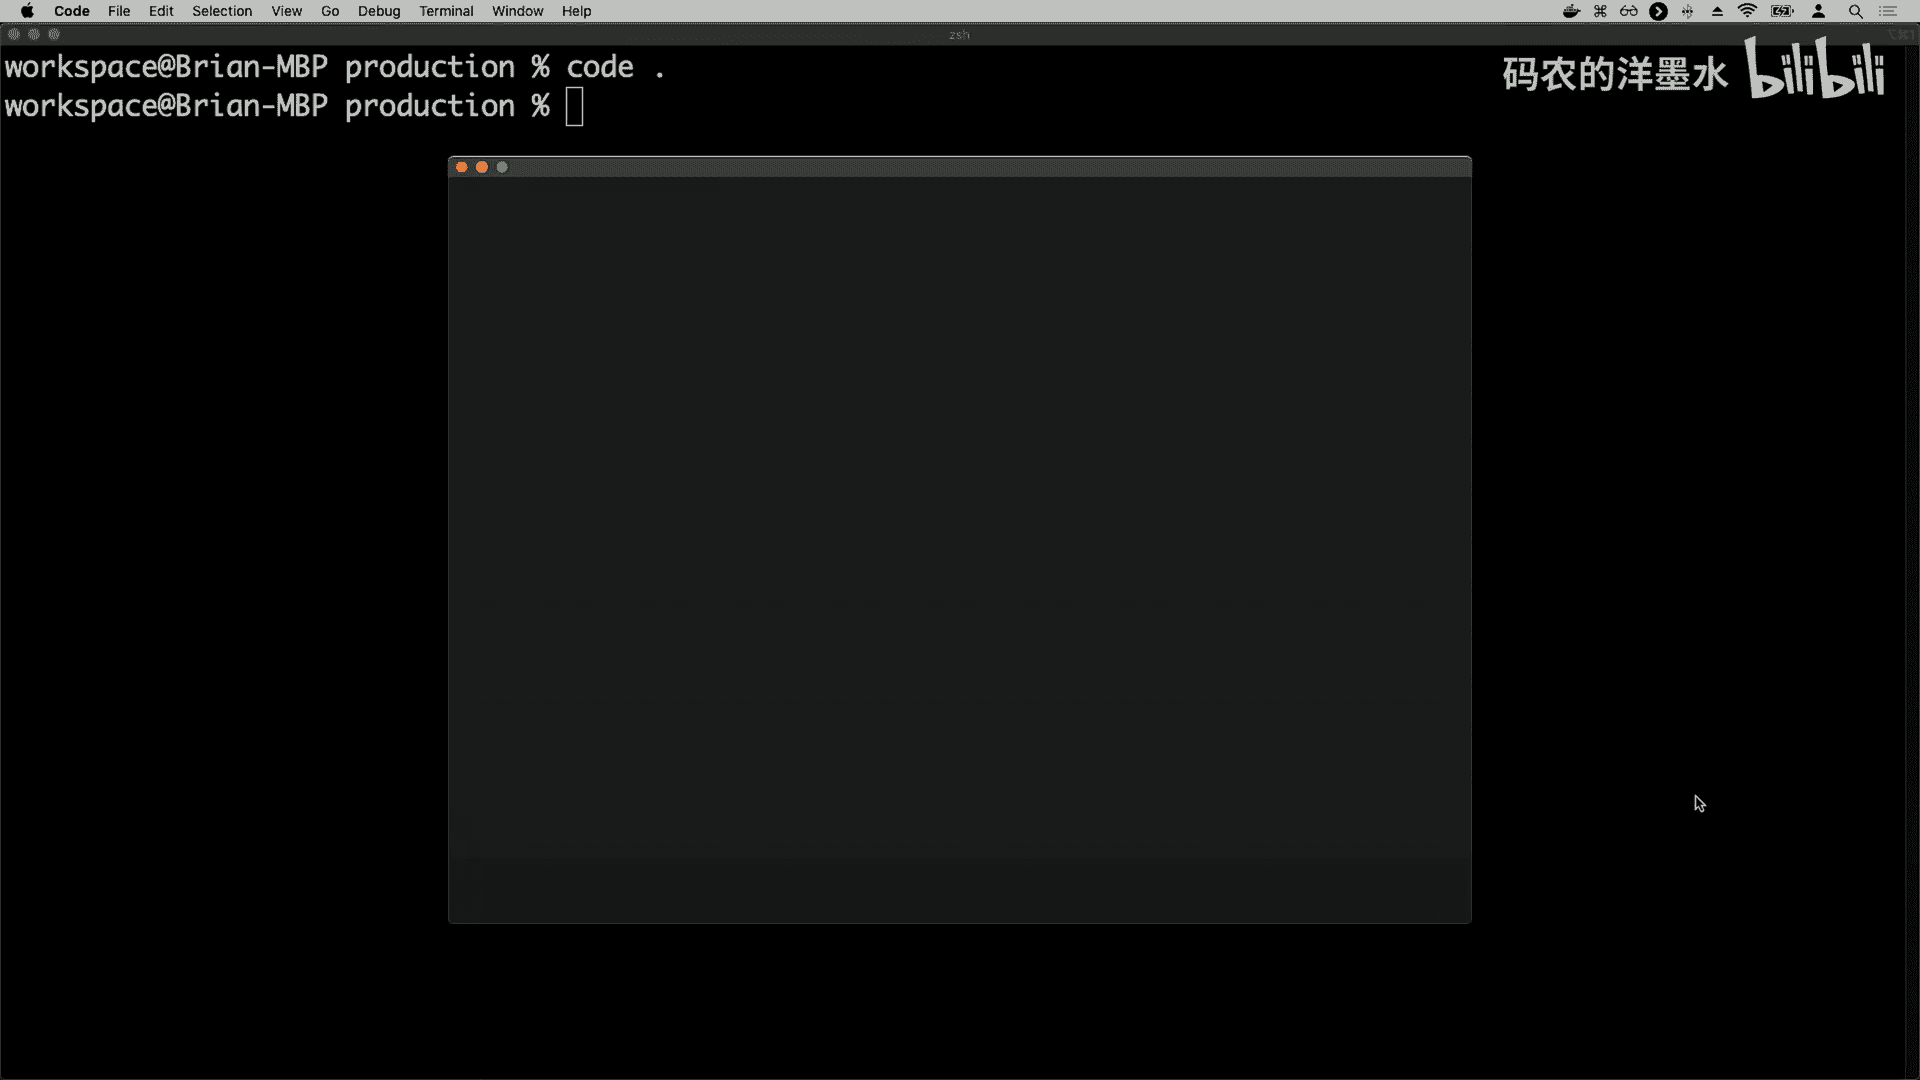 Code File Edit Selection View Go Debug Terminal Window Help
zsh
workspace@Brian-MBP production % code .
workspace@Brian-MBP production %
码农的洋墨水 bilibili